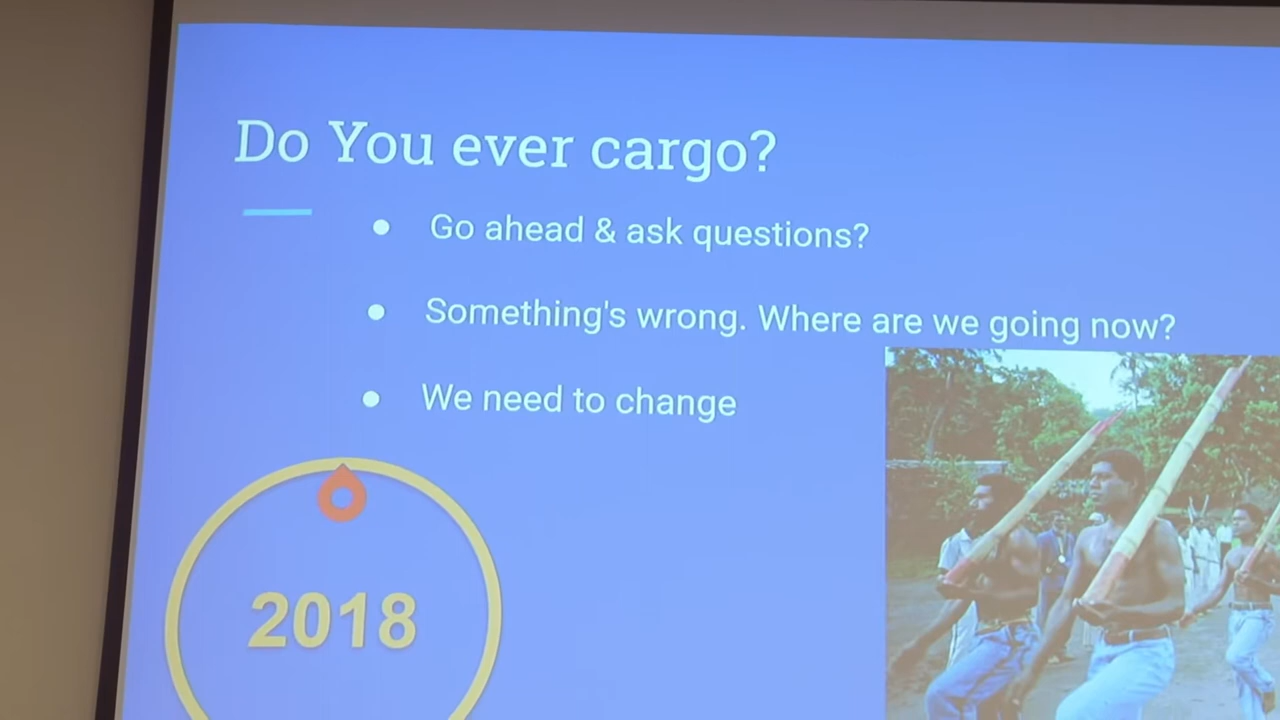 Do You ever cargo?
Go ahead & ask questions?
Something's wrong. Where are we going now?
We need to change
2018